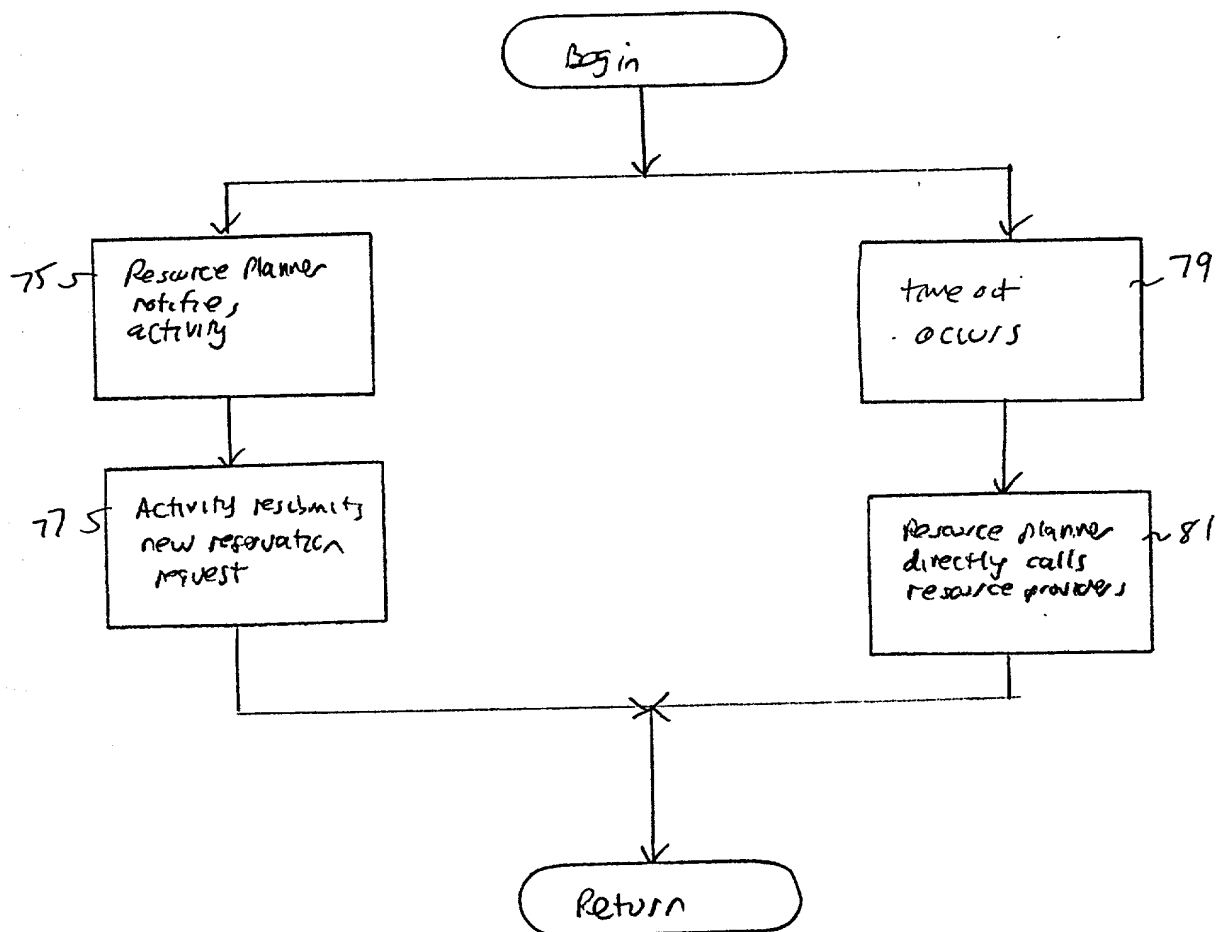 Begin
75
Resource Planner
notifies
activity
79
time out
occurs
77
Activity resubmits
new reservation
request
81
Resource planner
directly calls
resource providers
Return